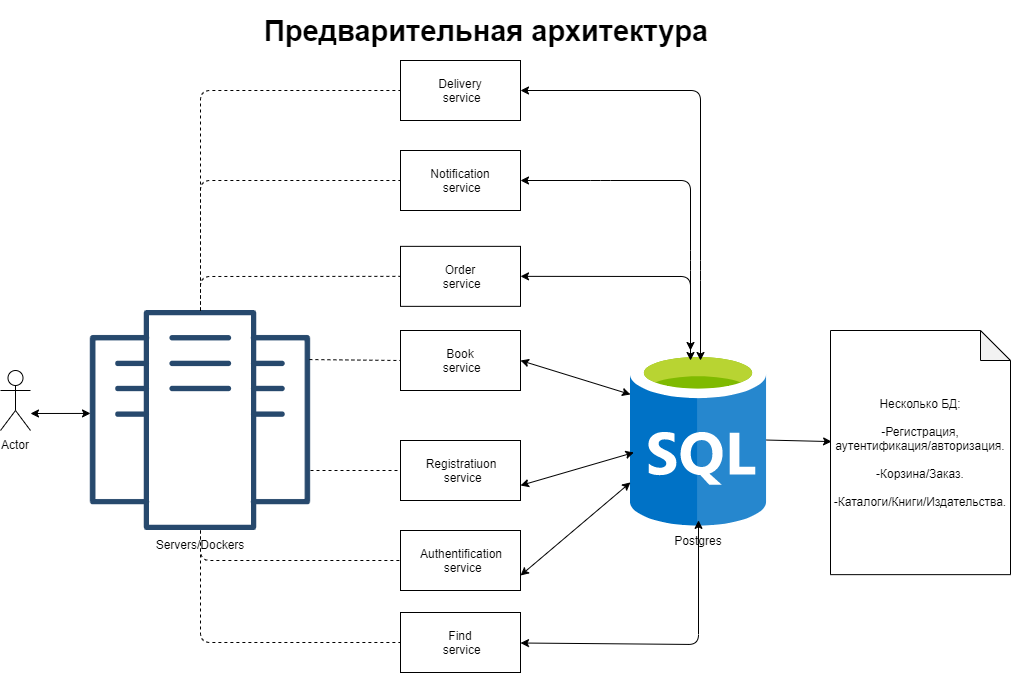 Предварительная архитектура
Delivery
service
Notification
service
Order
service
Book
service
Registratiuon
service
Authentification
service
Find
service
Actor
Servers/Dockers
SQL
Postgres
Несколько БД:
-Регистрация,
аутентификация/авторизация.
-Корзина/Заказ.
-Каталоги/Книги/Издательства.